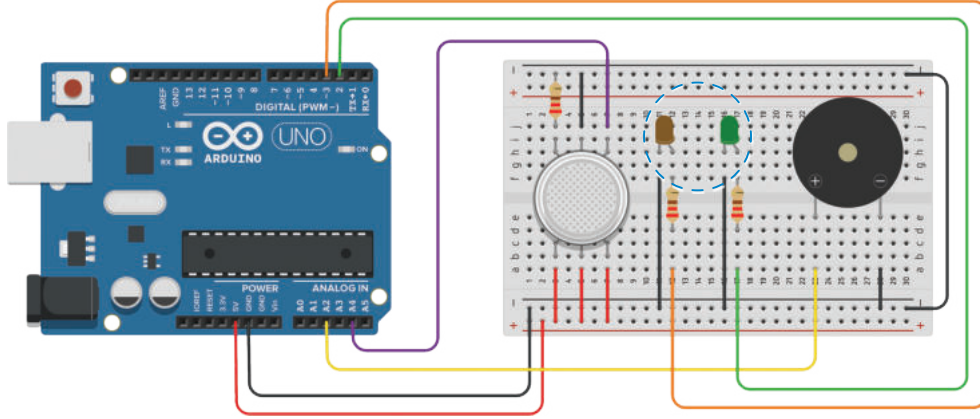 AREF
GND
13
12
~11
~10
~9
8
7
~6
~5
4
~3
2
TX→1
RX←0
DIGITAL (PWM~)
L
TX
RX
UNO
ON
ARDUINO
POWER
ANALOG IN
IOREF
RESET
3.3V
5V
GND
GND
Vin
A0
A1
A2
A3
A4
A5
j
i
h
g
f
e
d
c
b
a
+
−